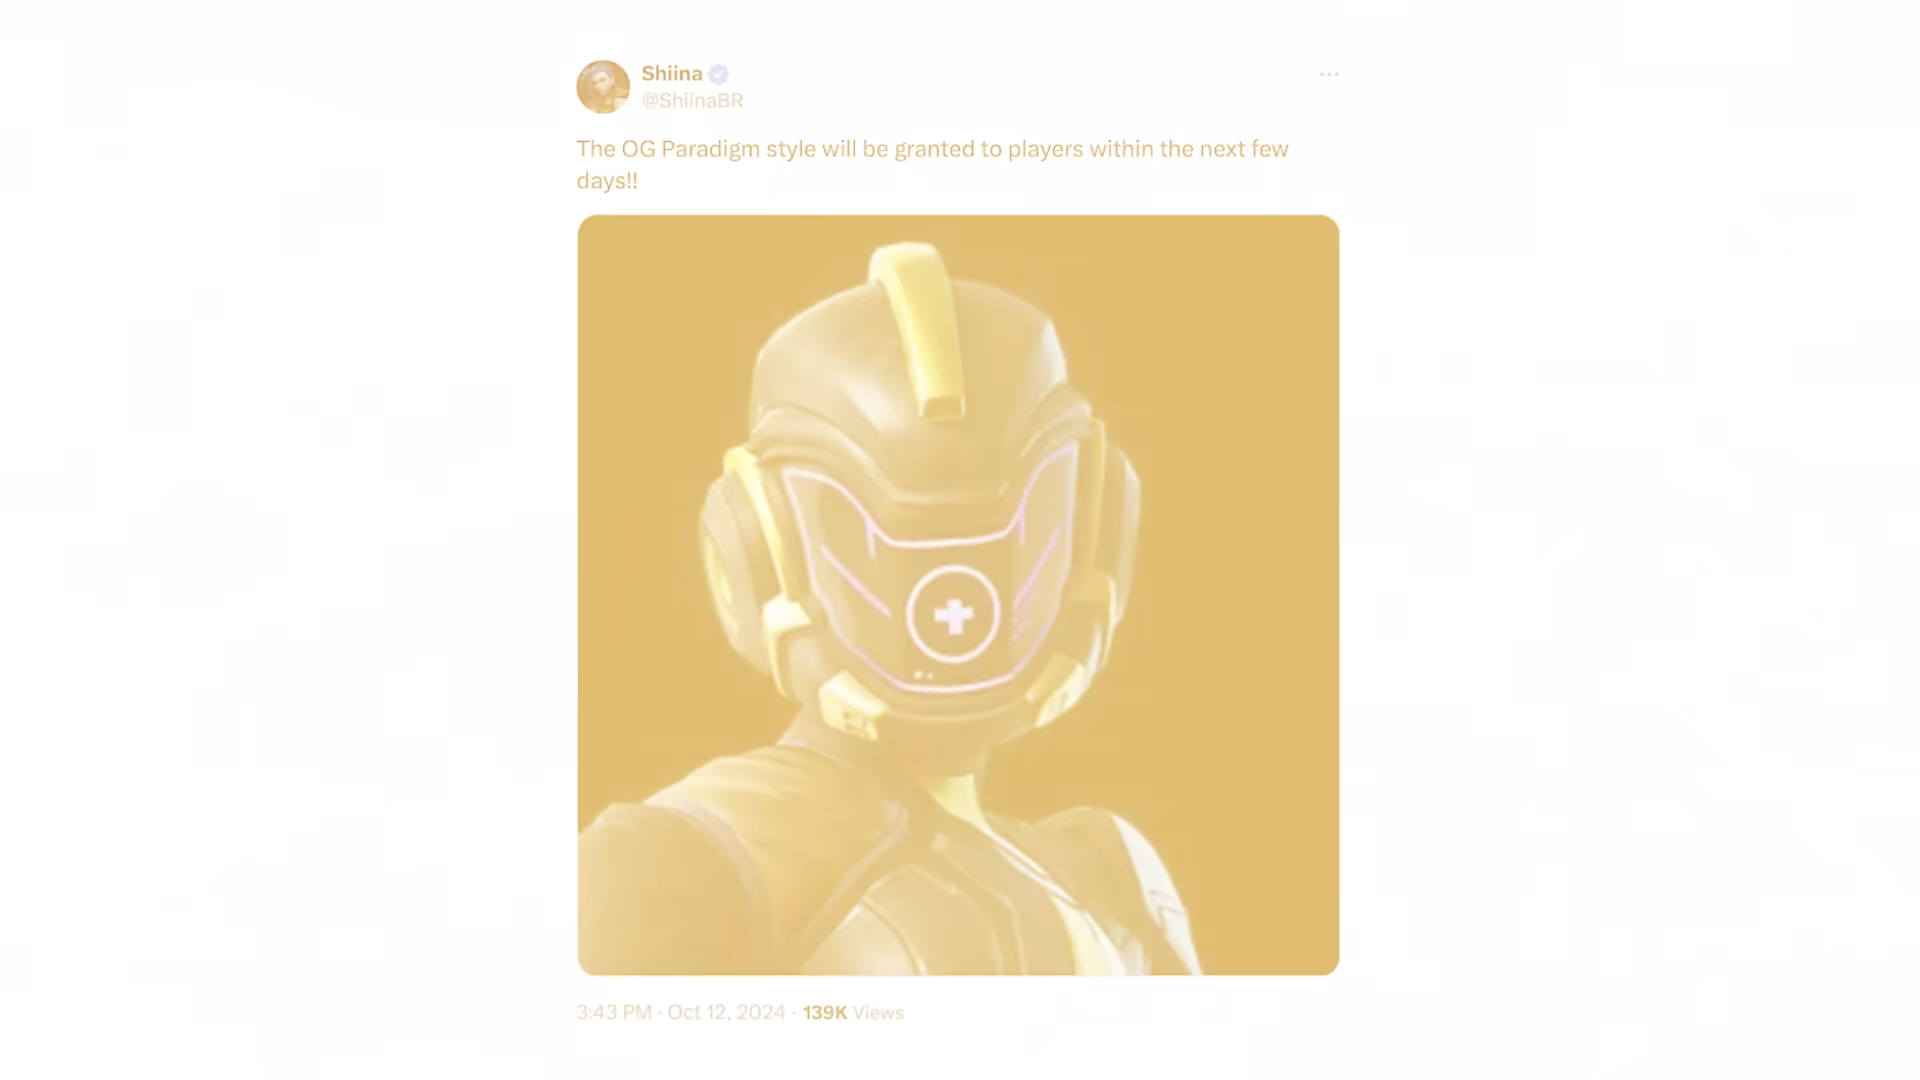 Shiina
@ShiinaBR
The OG Paradigm style will be granted to players within the next few
days!!
3:43 PM · Oct 12, 2024 · 139K Views